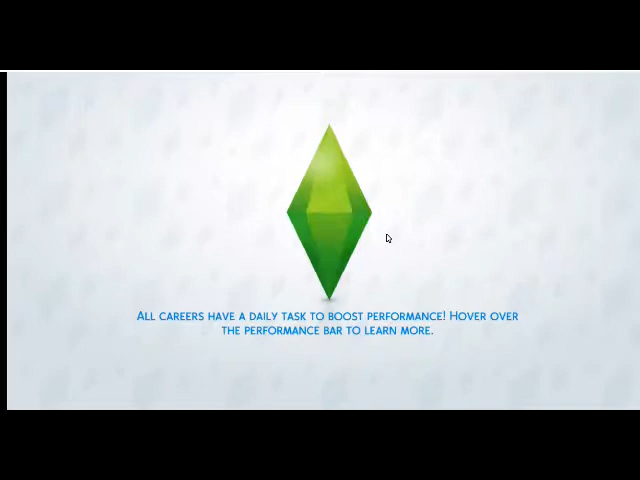 All careers have a daily task to boost performance! Hover over
the performance bar to learn more.